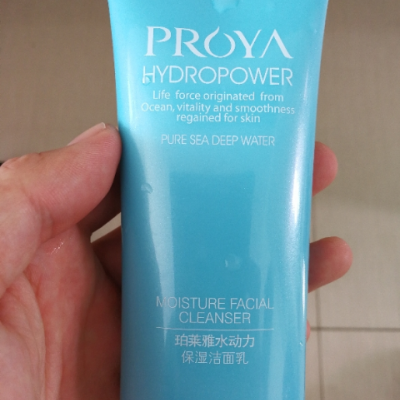 PROYA
HYDROPOWER
Life force originated from
Ocean, vitality and smoothness
regained for skin
PURE SEA DEEP WATER
MOISTURE FACIAL
CLEANSER
珀莱雅水动力
保湿洁面乳